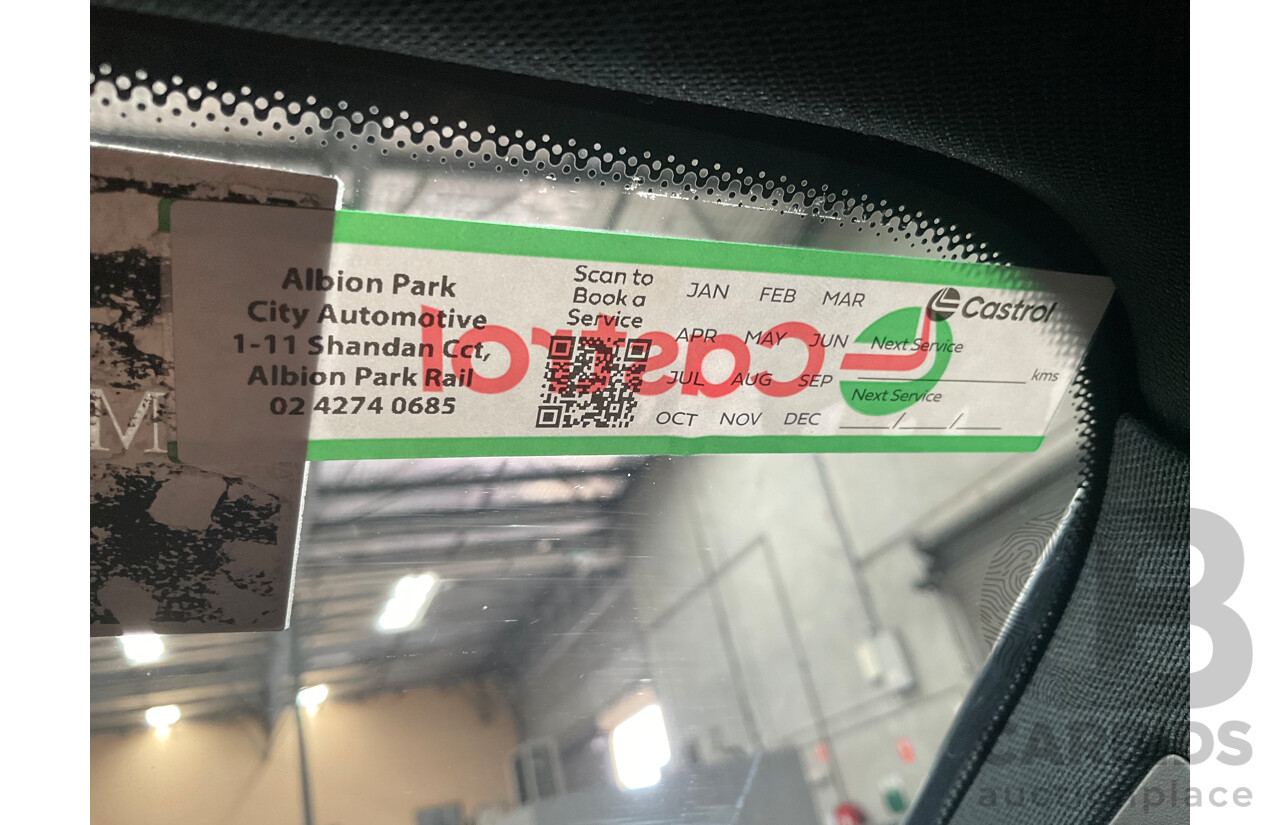 Albion Park
City Automotive
1-11 Shandan Cct,
Albion Park Rail
02 4274 0685
Scan to
Book a
Service
JAN FEB MAR
APR MAY JUN
JUL AUG SEP
OCT NOV DEC
Castrol
Next Service
kms
Next Service
/ /
Castrol
M